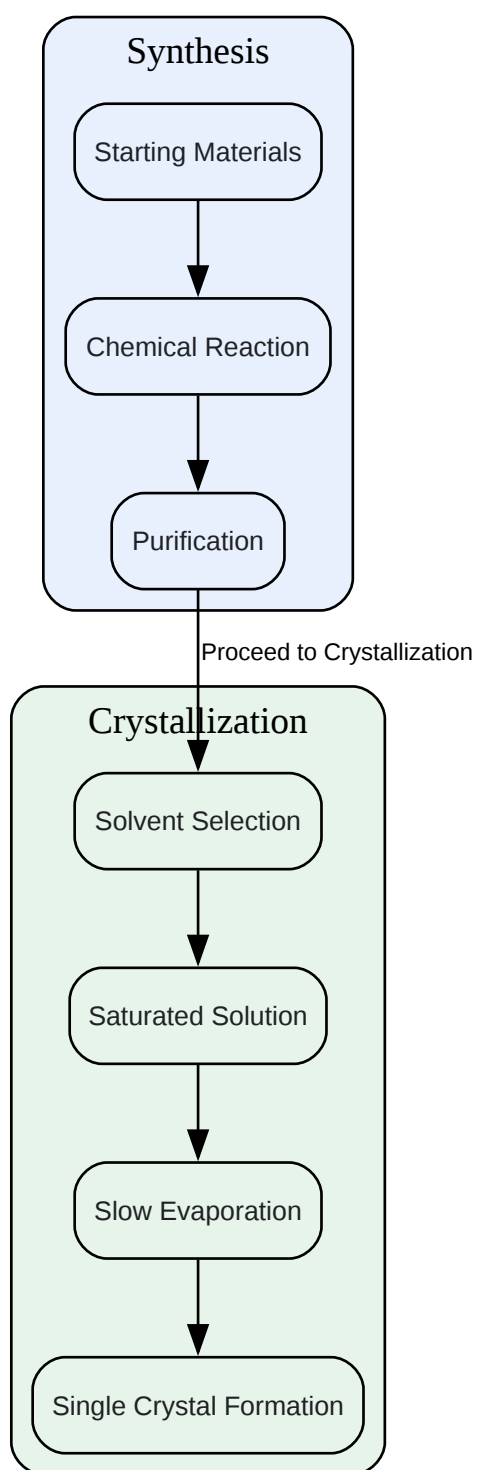 Synthesis
Starting Materials
Chemical Reaction
Purification
Proceed to Crystallization
Crystallization
Solvent Selection
Saturated Solution
Slow Evaporation
Single Crystal Formation